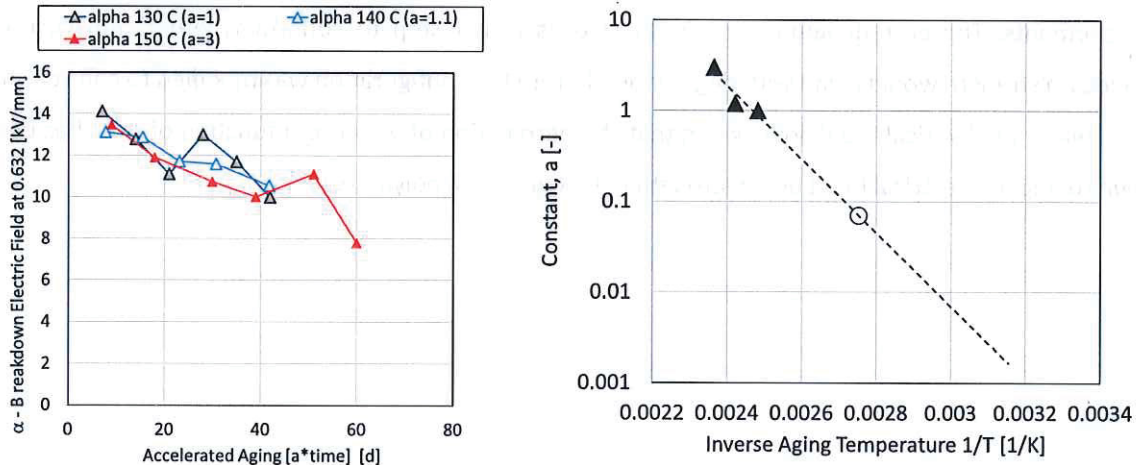 alpha 130 C (a=1)
alpha 140 C (a=1.1)
alpha 150 C (a=3)
α - B reakdown Electric Field at 0.632 [kV/mm]
16
14
12
10
8
6
4
2
0
0 20 40 60 80
Accelerated Aging [a*time] [d]
Constant, a [-]
10
1
0.1
0.01
0.001
0.0022 0.0024 0.0026 0.0028 0.003 0.0032 0.0034
Inverse Aging Temperature 1/T [1/K]